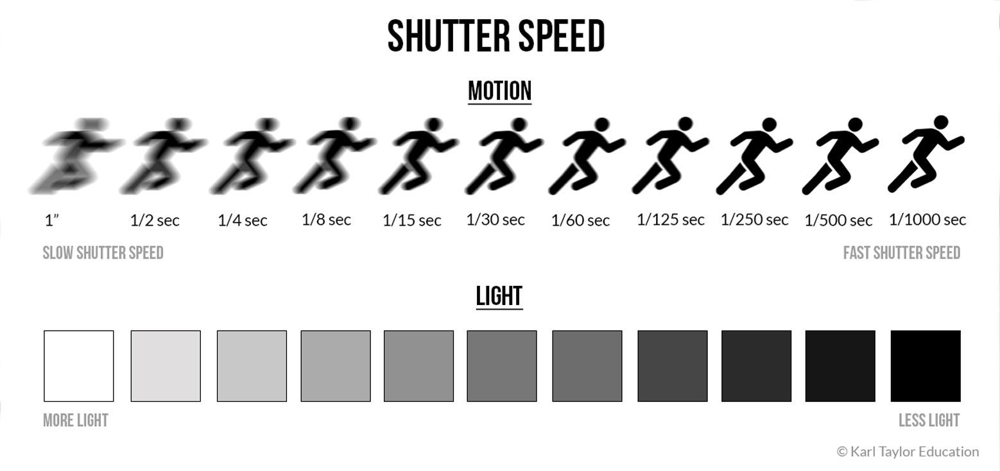 SHUTTER SPEED
MOTION
1” 1/2 sec 1/4 sec 1/8 sec 1/15 sec 1/30 sec 1/60 sec 1/125 sec 1/250 sec 1/500 sec 1/1000 sec
SLOW SHUTTER SPEED FAST SHUTTER SPEED
LIGHT
MORE LIGHT LESS LIGHT
© Karl Taylor Education